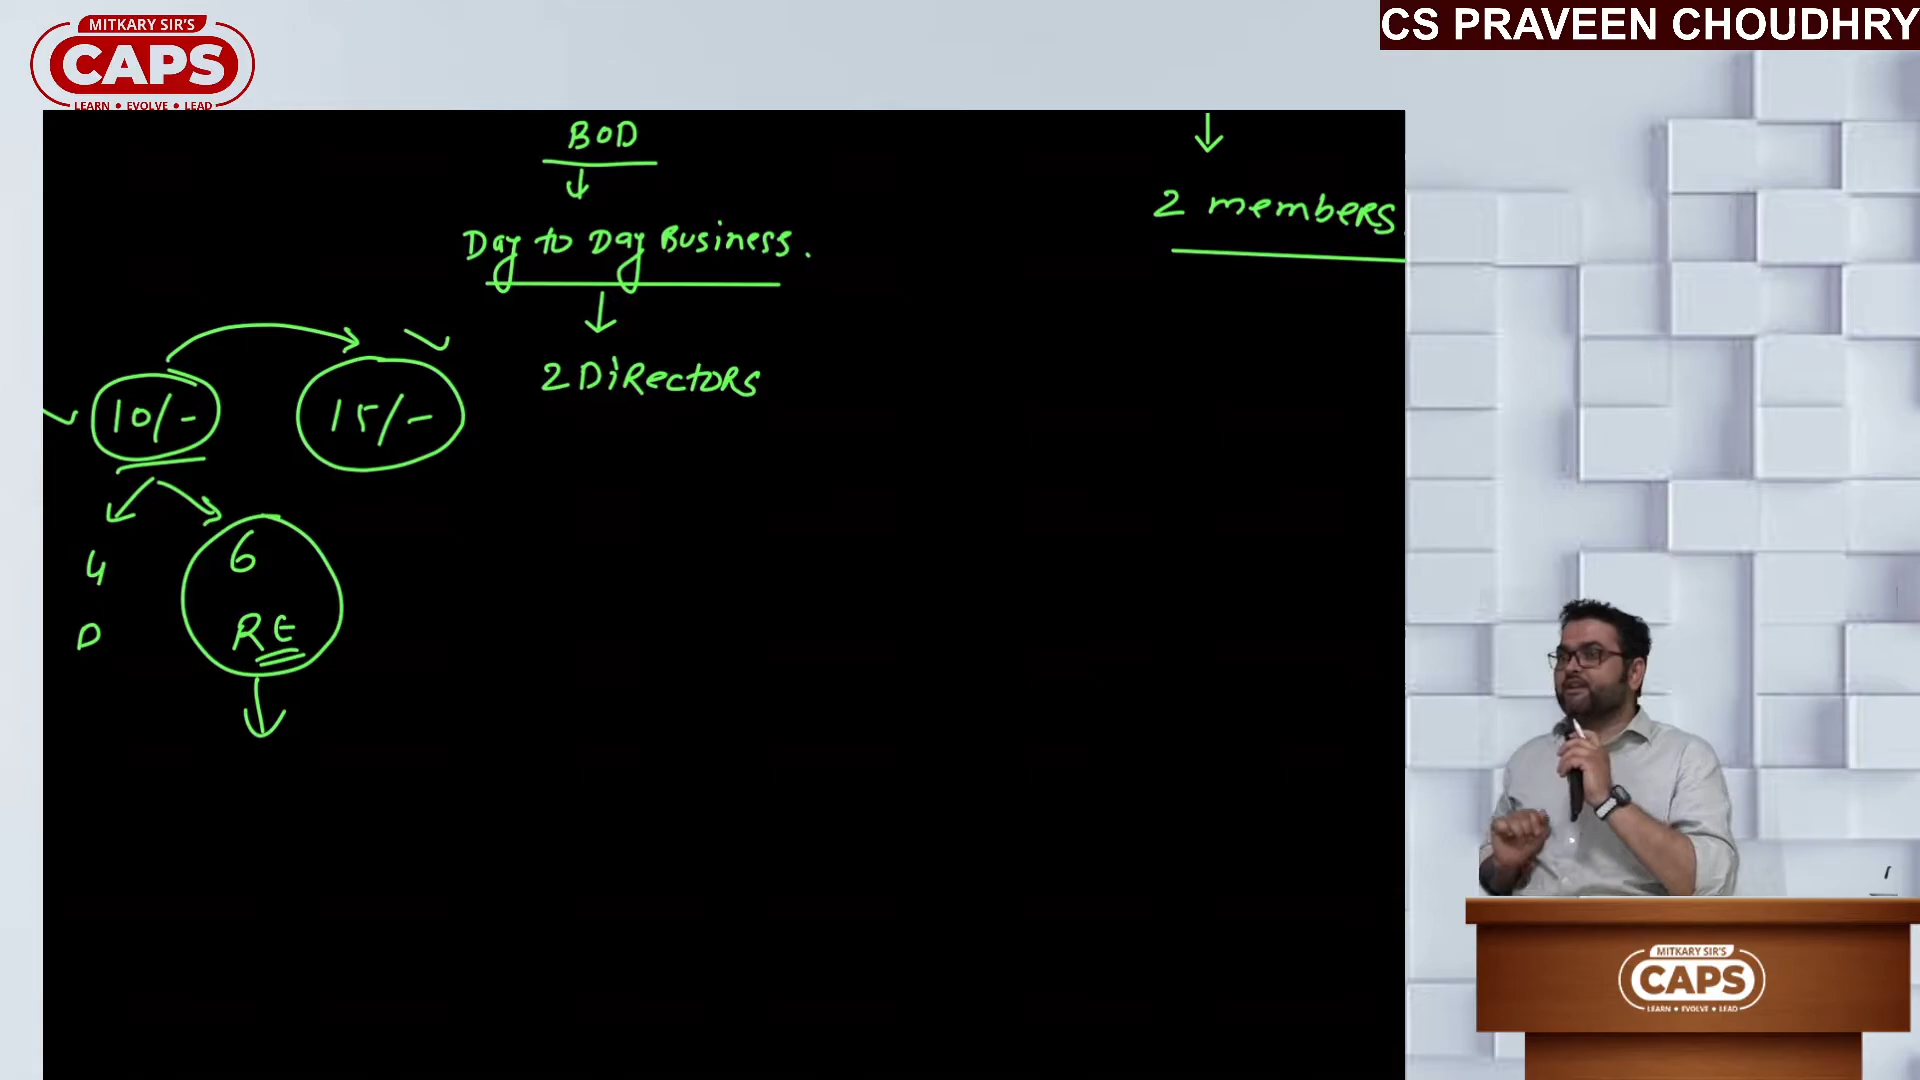 MITKARY SIR'S
CAPS
LEARN • EVOLVE • LEAD
CS PRAVEEN CHOUDHRY
BOD
Day to Day Business.
2 Directors
2 members.
10/-
15/-
4
D
6
RE
MITKARY SIR'S
CAPS
LEARN • EVOLVE • LEAD